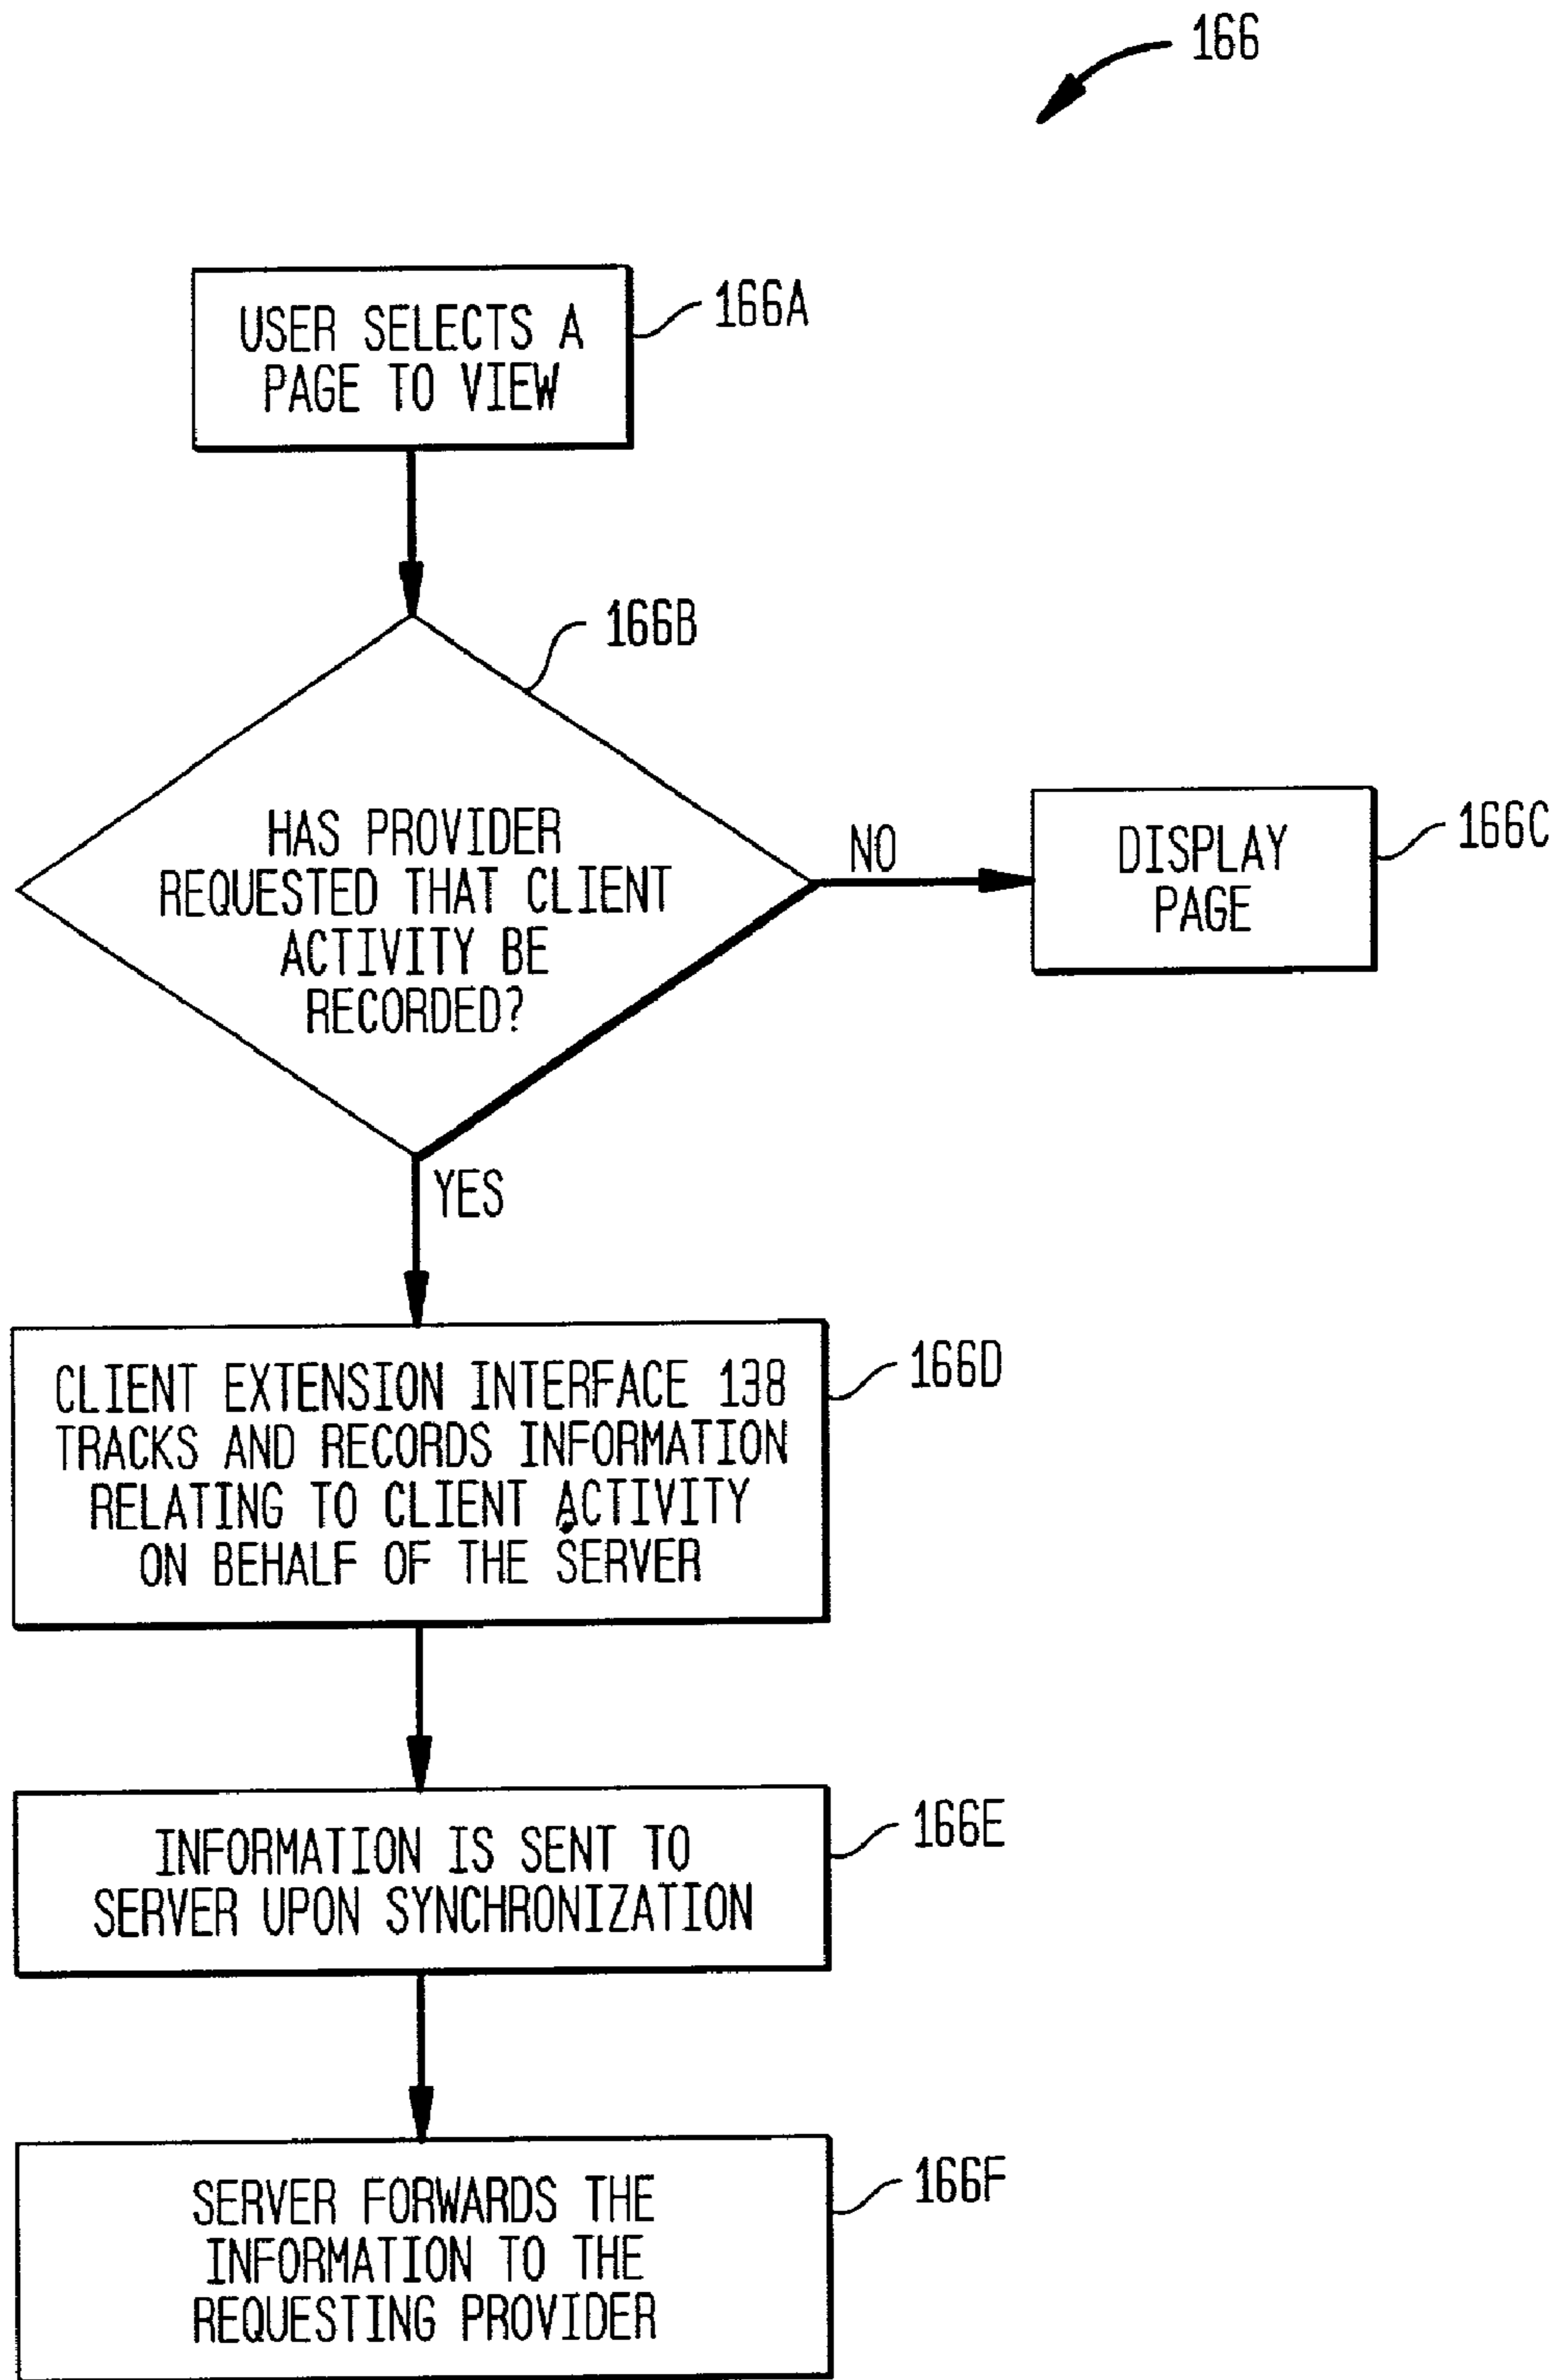 166
USER SELECTS A
PAGE TO VIEW
166A
166B
HAS PROVIDER
REQUESTED THAT CLIENT
ACTIVITY BE
RECORDED?
NO
DISPLAY
PAGE
166C
YES
CLIENT EXTENSION INTERFACE 138
TRACKS AND RECORDS INFORMATION
RELATING TO CLIENT ACTIVITY
ON BEHALF OF THE SERVER
166D
INFORMATION IS SENT TO
SERVER UPON SYNCHRONIZATION
166E
SERVER FORWARDS THE
INFORMATION TO THE
REQUESTING PROVIDER
166F